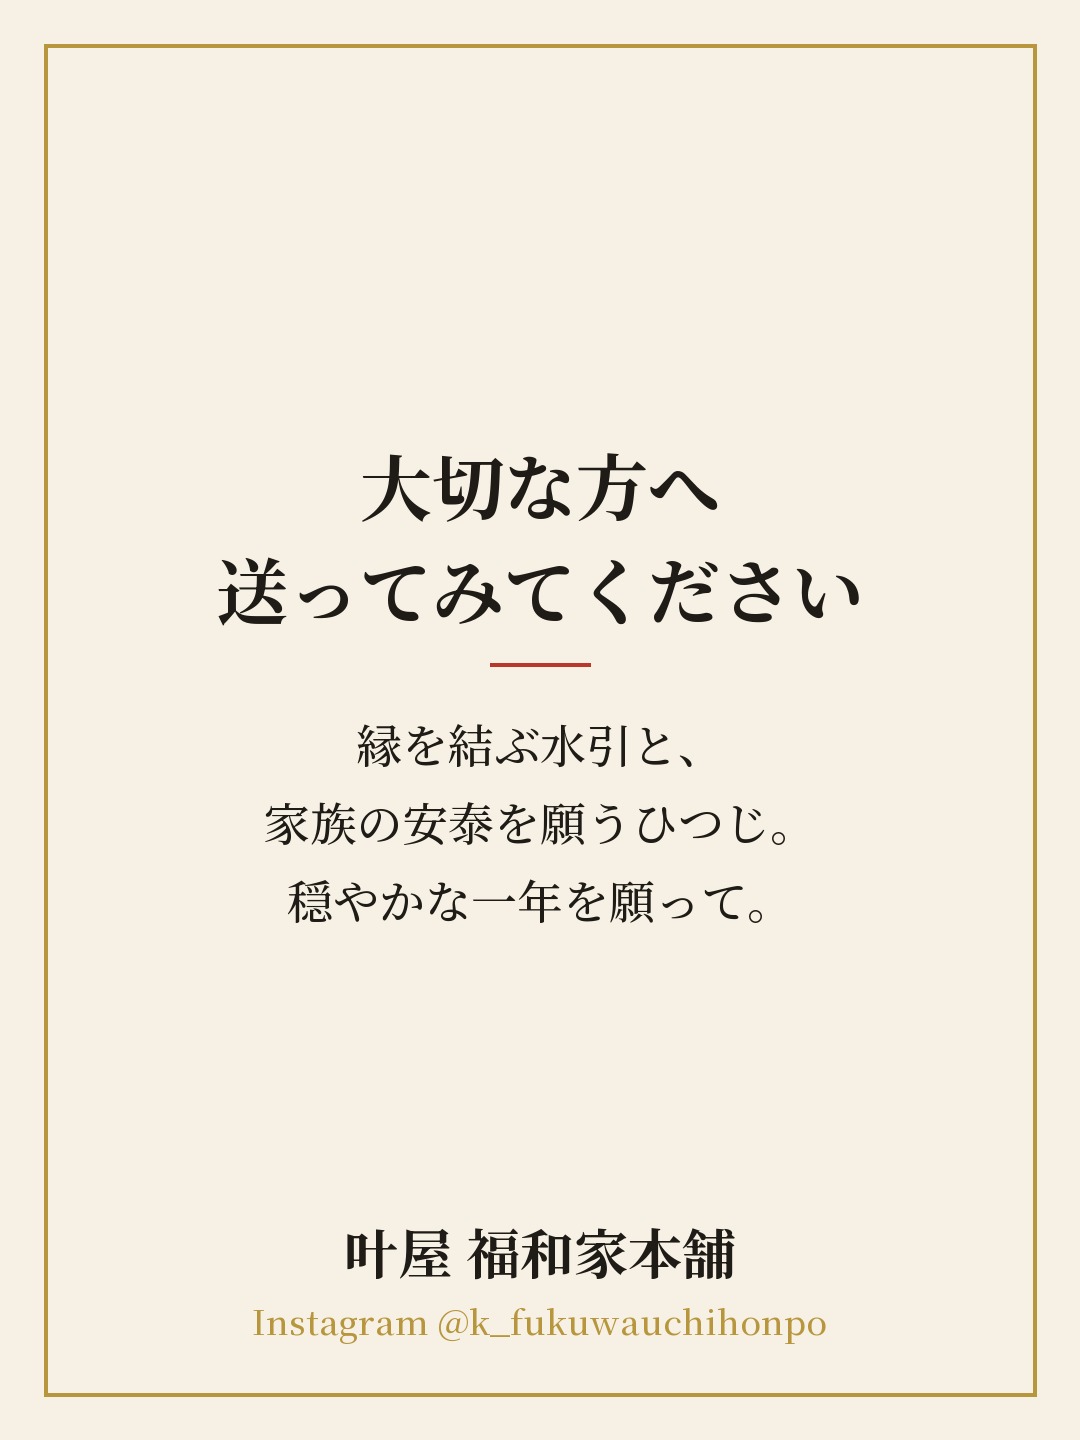 大切な方へ
送ってみてください
縁を結ぶ水引と、
家族の安泰を願うひつじ。
穏やかな一年を願って。
叶屋 福和家本舗
Instagram @k_fukuwauchihonpo